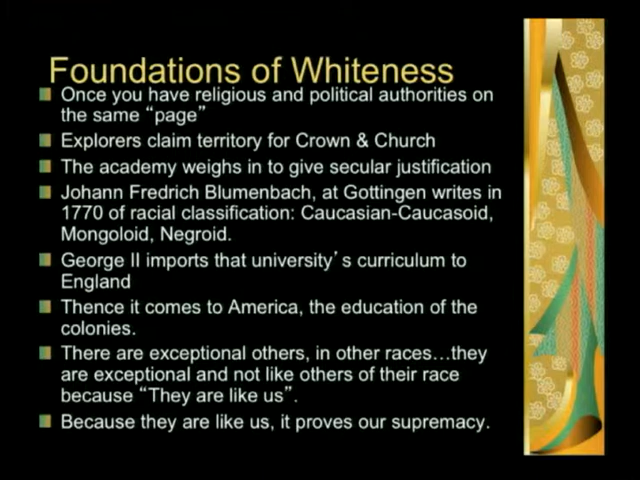 Foundations of Whiteness
Once you have religious and political authorities on
the same “page”
Explorers claim territory for Crown & Church
The academy weighs in to give secular justification
Johann Fredrich Blumenbach, at Gottingen writes in
1770 of racial classification: Caucasian-Caucasoid,
Mongoloid, Negroid.
George II imports that university’s curriculum to
England
Thence it comes to America, the education of the
colonies.
There are exceptional others, in other races…they
are exceptional and not like others of their race
because “They are like us”.
Because they are like us, it proves our supremacy.